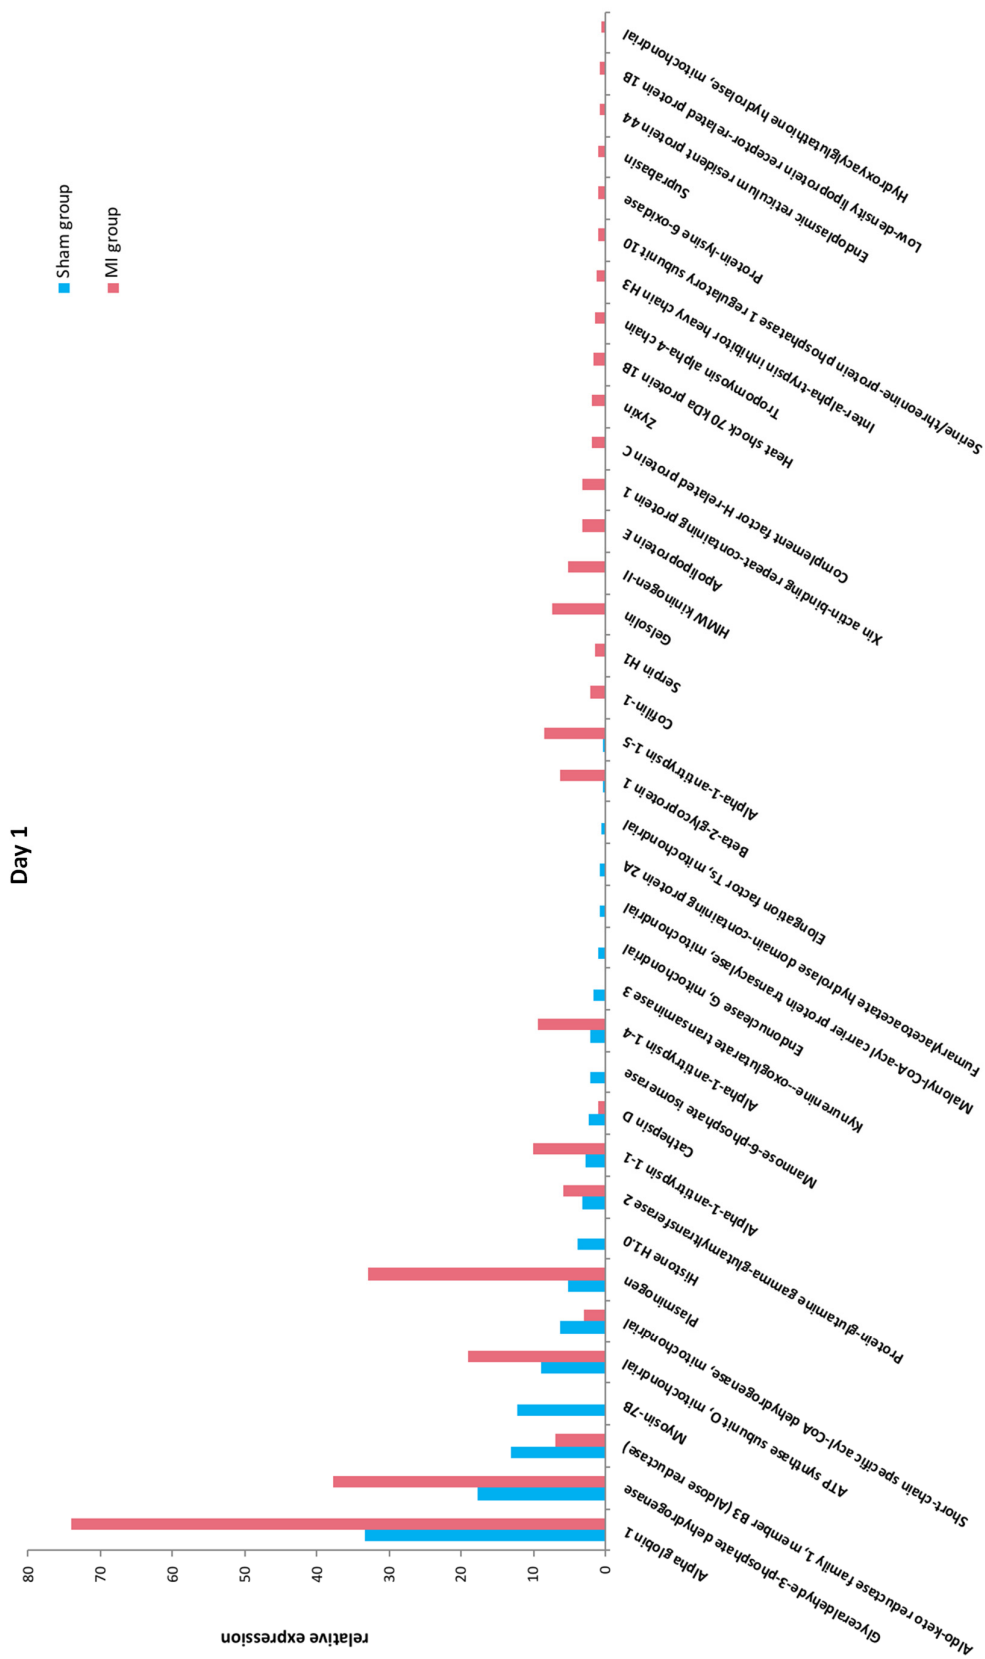 Day 1
Sham group
MI group
relative expression
80
70
60
50
40
30
20
10
0
Alpha globin 1
Glyceraldehyde-3-phosphate dehydrogenase
Aldo-keto reductase family 1, member B3 (Aldose reductase)
Myosin-7B
ATP synthase subunit O, mitochondrial
Short-chain specific acyl-CoA dehydrogenase, mitochondrial
Plasminogen
Histone H1.0
Protein-glutamine gamma-glutamyltransferase 2
Alpha-1-antitrypsin 1-1
Cathepsin D
Mannose-6-phosphate isomerase
Alpha-1-antitrypsin 1-4
Kynurenine--oxoglutarate transaminase 3
Endonuclease G, mitochondrial
Malonyl-CoA-acyl carrier protein transacylase, mitochondrial
Fumarylacetoacetate hydrolase domain-containing protein 2A
Elongation factor Ts, mitochondrial
Beta-2-glycoprotein 1
Alpha-1-antitrypsin 1-5
Cofilin-1
Serpin H1
Gelsolin
HMW kininogen-II
Apolipoprotein E
Xin actin-binding repeat-containing protein 1
Complement factor H-related protein C
Zyxin
Heat shock 70 kDa protein 1B
Tropomyosin alpha-4 chain
Inter-alpha-trypsin inhibitor heavy chain H3
Serine/threonine-protein phosphatase 1 regulatory subunit 10
Protein-lysine 6-oxidase
Suprabasin
Endoplasmic reticulum resident protein 44
Low-density lipoprotein receptor-related protein 1B
Hydroxyacylglutathione hydrolase, mitochondrial